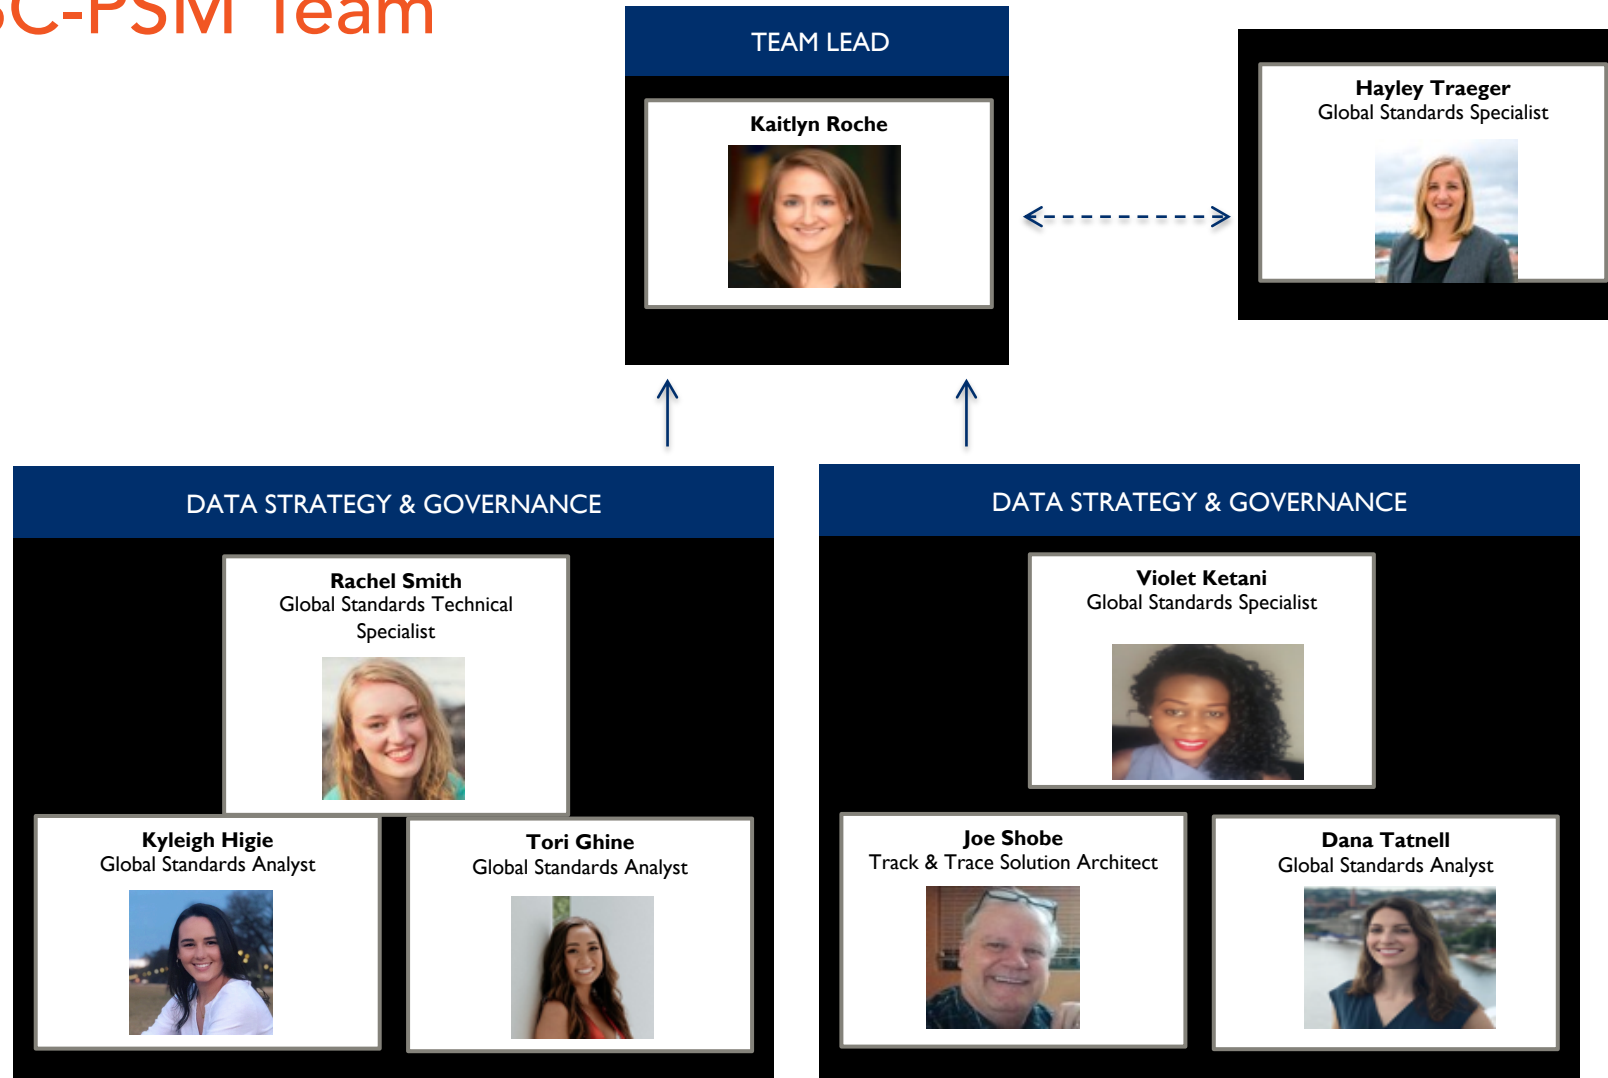 C-PSM Team
TEAM LEAD
Kaitlyn Roche
Hayley Traeger
Global Standards Specialist
DATA STRATEGY & GOVERNANCE
Rachel Smith
Global Standards Technical
Specialist
Kyleigh Higie
Global Standards Analyst
Tori Ghine
Global Standards Analyst
DATA STRATEGY & GOVERNANCE
Violet Ketani
Global Standards Specialist
Joe Shobe
Track & Trace Solution Architect
Dana Tatnell
Global Standards Analyst